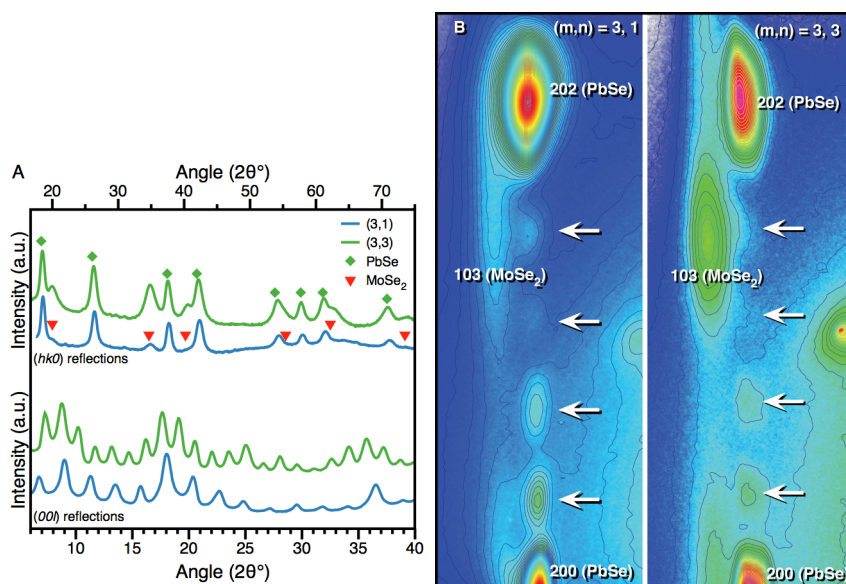 A
Angle (2θ°)
20 30 40 50 60 70
Intensity (a.u.)
(3,1)
(3,3)
PbSe
MoSe₂
(hk0) reflections
Intensity (a.u.)
(00l) reflections
10 15 20 25 30 35 40
Angle (2θ°)
B
(m,n) = 3, 1
202 (PbSe)
103 (MoSe₂)
200 (PbSe)
(m,n) = 3, 3
202 (PbSe)
103 (MoSe₂)
200 (PbSe)